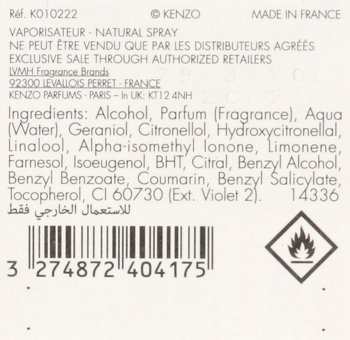 Réf. K010222 © KENZO MADE IN FRANCE
VAPORISATEUR - NATURAL SPRAY
NE PEUT ÊTRE VENDU QUE PAR LES DISTRIBUTEURS AGRÉÉS
EXCLUSIVE SALE THROUGH AUTHORIZED RETAILERS
LVMH Fragrance Brands
92300 LEVALLOIS PERRET - FRANCE
KENZO PARFUMS - PARIS – In UK: KT12 4NH
Ingredients: Alcohol, Parfum (Fragrance), Aqua
(Water), Geraniol, Citronellol, Hydroxycitronellal,
Linalool, Alpha-isomethyl Ionone, Limonene,
Farnesol, Isoeugenol, BHT, Citral, Benzyl Alcohol,
Benzyl Benzoate, Coumarin, Benzyl Salicylate,
Tocopherol, CI 60730 (Ext. Violet 2). 14336
للاستعمال الخارجي فقط
3 274872 404175